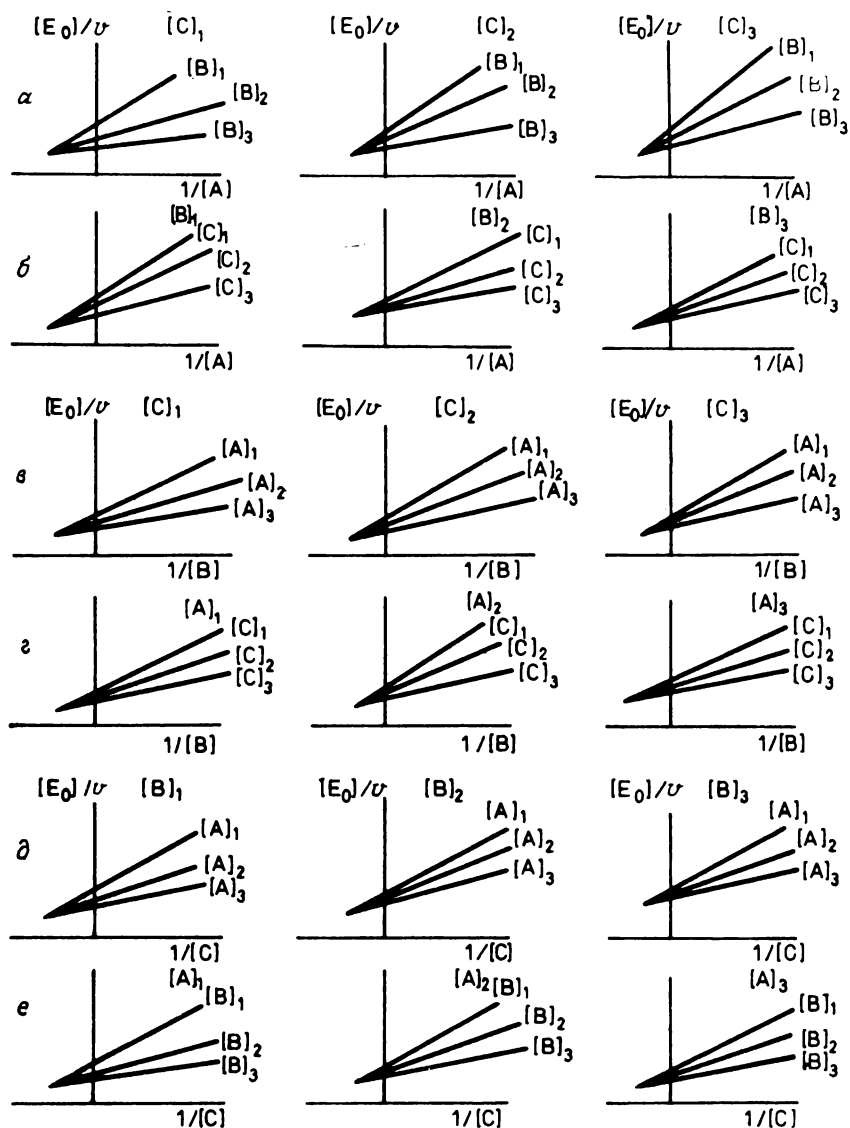 [E₀]/v [C]₁ [E₀]/v [C]₂ [E₀]/v [C]₃
а
[B]₁ [B]₁ [B]₁
[B]₂ [B]₂ [B]₂
[B]₃ [B]₃ [B]₃
1/[A] 1/[A] 1/[A]
б
[B]₁ [B]₂ [B]₃
[C]₁ [C]₁ [C]₁
[C]₂ [C]₂ [C]₂
[C]₃ [C]₃ [C]₃
1/[A] 1/[A] 1/[A]
[E₀]/v [C]₁ [E₀]/v [C]₂ [E₀]/v [C]₃
в
[A]₁ [A]₁ [A]₁
[A]₂ [A]₂ [A]₂
[A]₃ [A]₃ [A]₃
1/[B] 1/[B] 1/[B]
г
[A]₁ [A]₂ [A]₃
[C]₁ [C]₁ [C]₁
[C]₂ [C]₂ [C]₂
[C]₃ [C]₃ [C]₃
1/[B] 1/[B] 1/[B]
[E₀]/v [B]₁ [E₀]/v [B]₂ [E₀]/v [B]₃
д
[A]₁ [A]₁ [A]₁
[A]₂ [A]₂ [A]₂
[A]₃ [A]₃ [A]₃
1/[C] 1/[C] 1/[C]
е
[A]₁ [A]₂ [A]₃
[B]₁ [B]₁ [B]₁
[B]₂ [B]₂ [B]₂
[B]₃ [B]₃ [B]₃
1/[C] 1/[C] 1/[C]